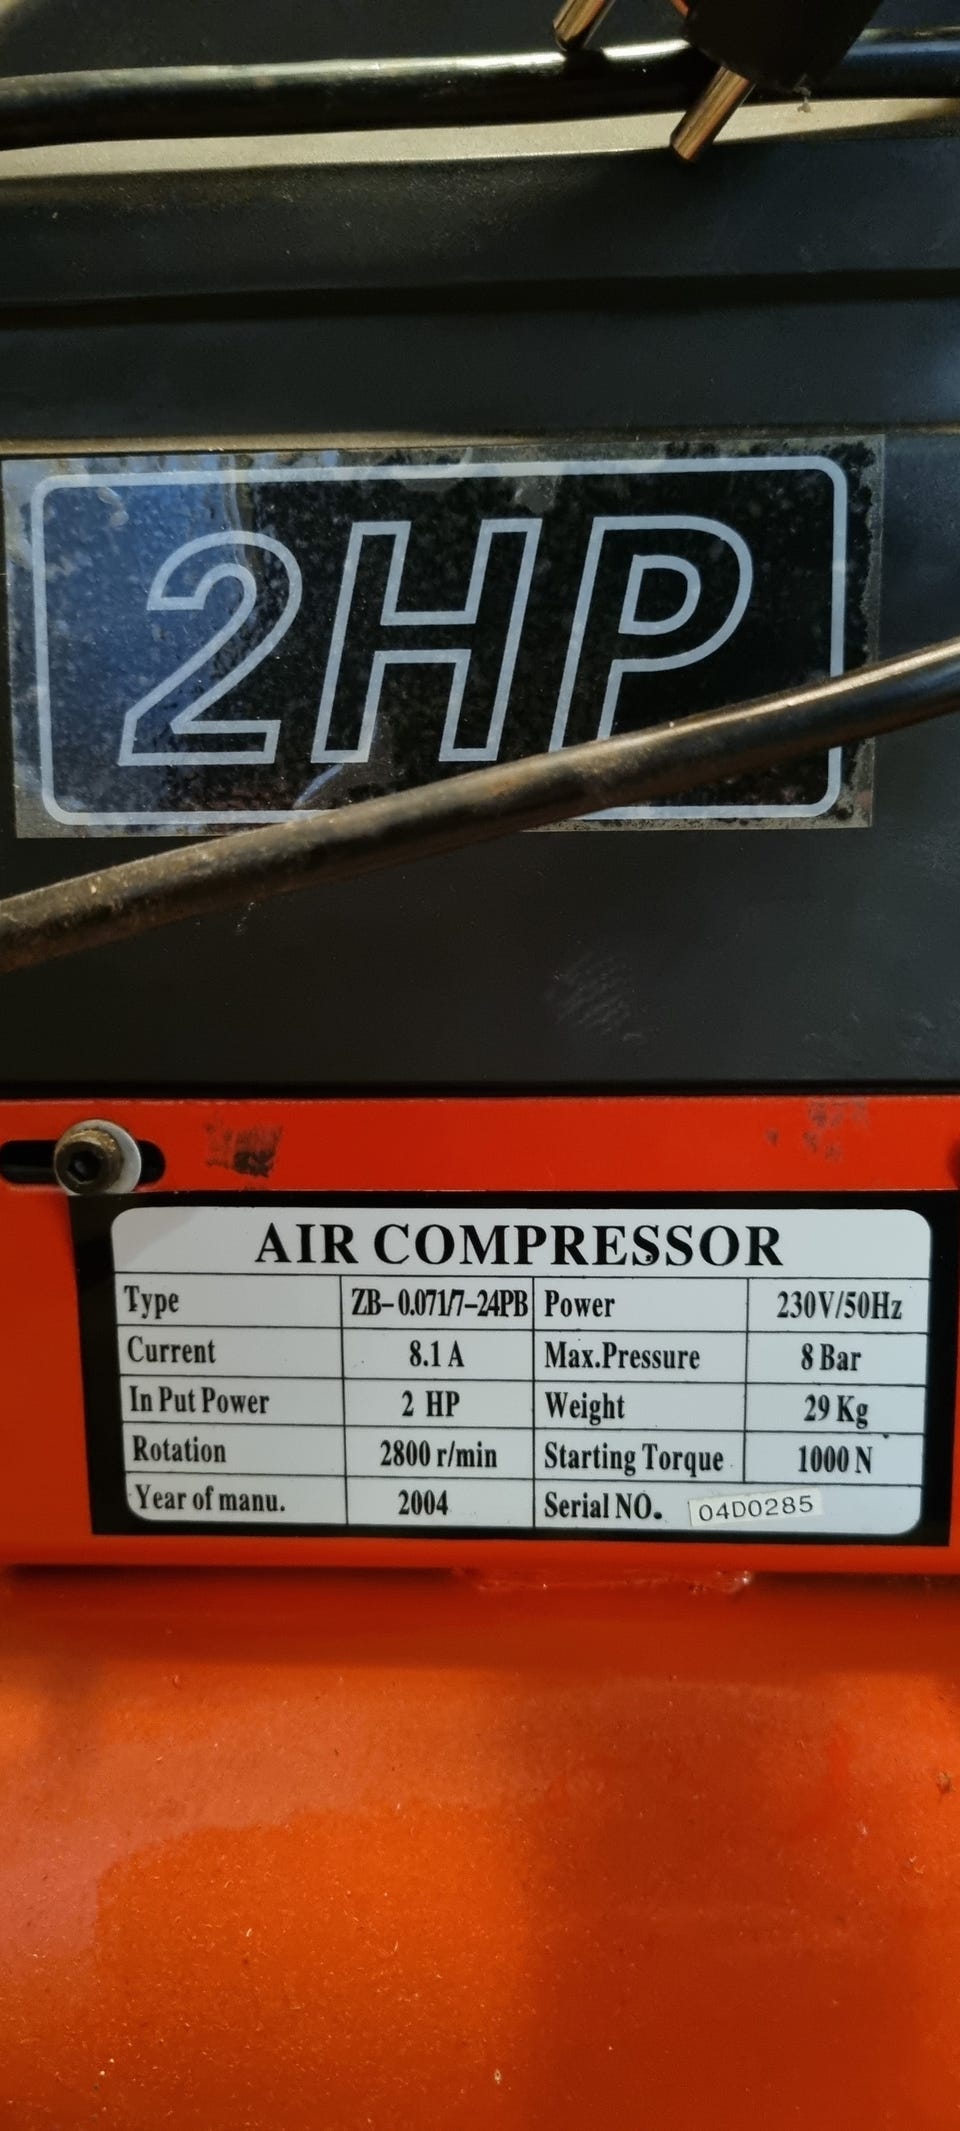 2HP
AIR COMPRESSOR
Type ZB-0.071/7-24PB Power 230V/50Hz
Current 8.1 A Max.Pressure 8 Bar
In Put Power 2 HP Weight 29 Kg
Rotation 2800 r/min Starting Torque 1000 N
Year of manu. 2004 Serial NO. 04D0285